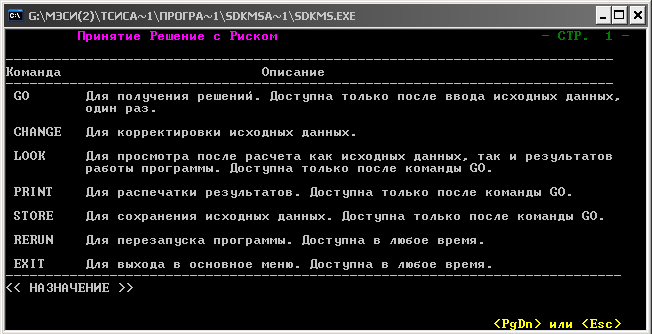 G:\МЭСИ(2)\ТСИСА~1\ПРОГРА~1\SDKMSA~1\SDKMS.EXE
Принятие Решение с Риском - СТР. 1 -
Команда Описание
GO Для получения решений. Доступна только после ввода исходных данных,
один раз.
CHANGE Для корректировки исходных данных.
LOOK Для просмотра после расчета как исходных данных, так и результатов
работы программы. Доступна только после команды GO.
PRINT Для распечатки результатов. Доступна только после команды GO.
STORE Для сохранения исходных данных. Доступна только после команды GO.
RERUN Для перезапуска программы. Доступна в любое время.
EXIT Для выхода в основное меню. Доступна в любое время.
<< НАЗНАЧЕНИЕ >>
<PgDn> или <Esc>